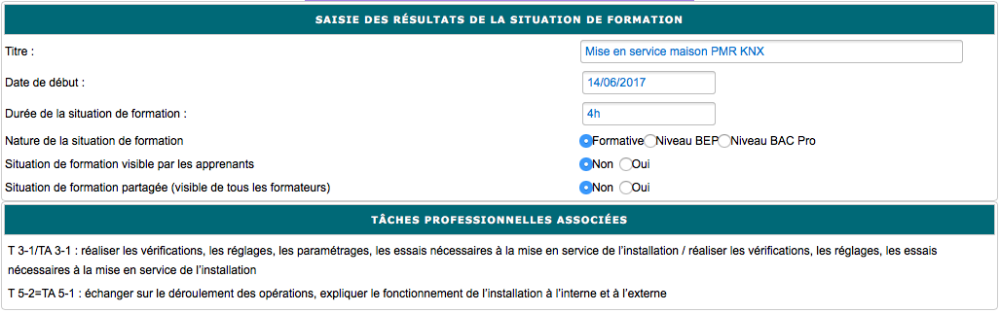 SAISIE DES RÉSULTATS DE LA SITUATION DE FORMATION
Titre : Mise en service maison PMR KNX
Date de début : 14/06/2017
Durée de la situation de formation : 4h
Nature de la situation de formation Formative Niveau BEP Niveau BAC Pro
Situation de formation visible par les apprenants Non Oui
Situation de formation partagée (visible de tous les formateurs) Non Oui
TÂCHES PROFESSIONNELLES ASSOCIÉES
T 3-1/TA 3-1 : réaliser les vérifications, les réglages, les paramétrages, les essais nécessaires à la mise en service de l'installation / réaliser les vérifications, les réglages, les essais
nécessaires à la mise en service de l'installation
T 5-2=TA 5-1 : échanger sur le déroulement des opérations, expliquer le fonctionnement de l'installation à l'interne et à l'externe